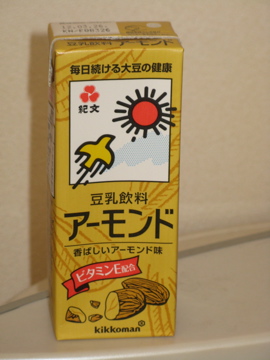 毎日続ける大豆の健康
紀文
豆乳飲料
アーモンド
香ばしいアーモンド味
ビタミンE配合
kikkoman